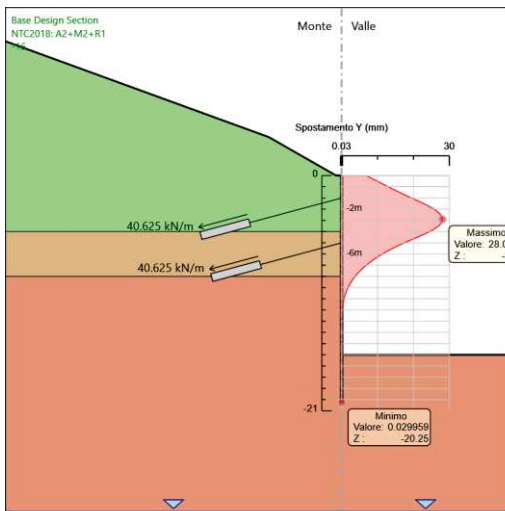 Base Design Section
NTC2018: A2+M2+R1
Monte
Valle
Spostamento Y (mm)
0.03
30
0
-2m
40.625 kN/m
Massimo
Valore: 28.0
Z :
-6m
40.625 kN/m
-21
Minimo
Valore: 0.029959
Z : -20.25